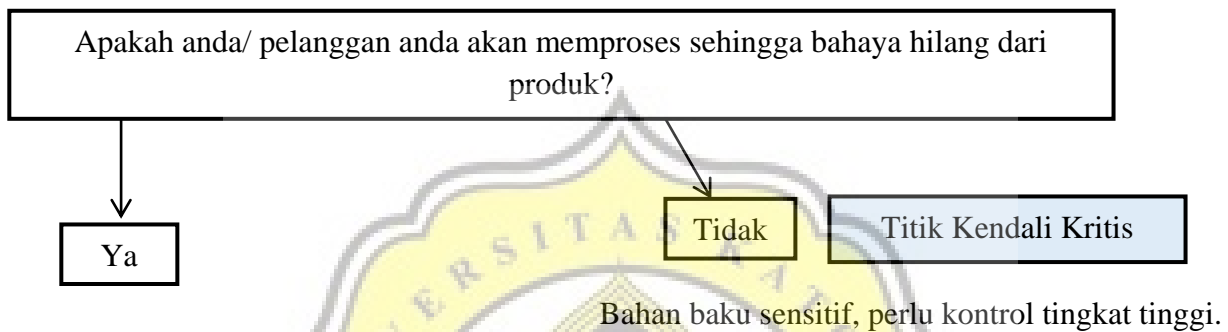 Apakah anda/ pelanggan anda akan memproses sehingga bahaya hilang dari
produk?
Ya
Tidak
Titik Kendali Kritis
Bahan baku sensitif, perlu kontrol tingkat tinggi.